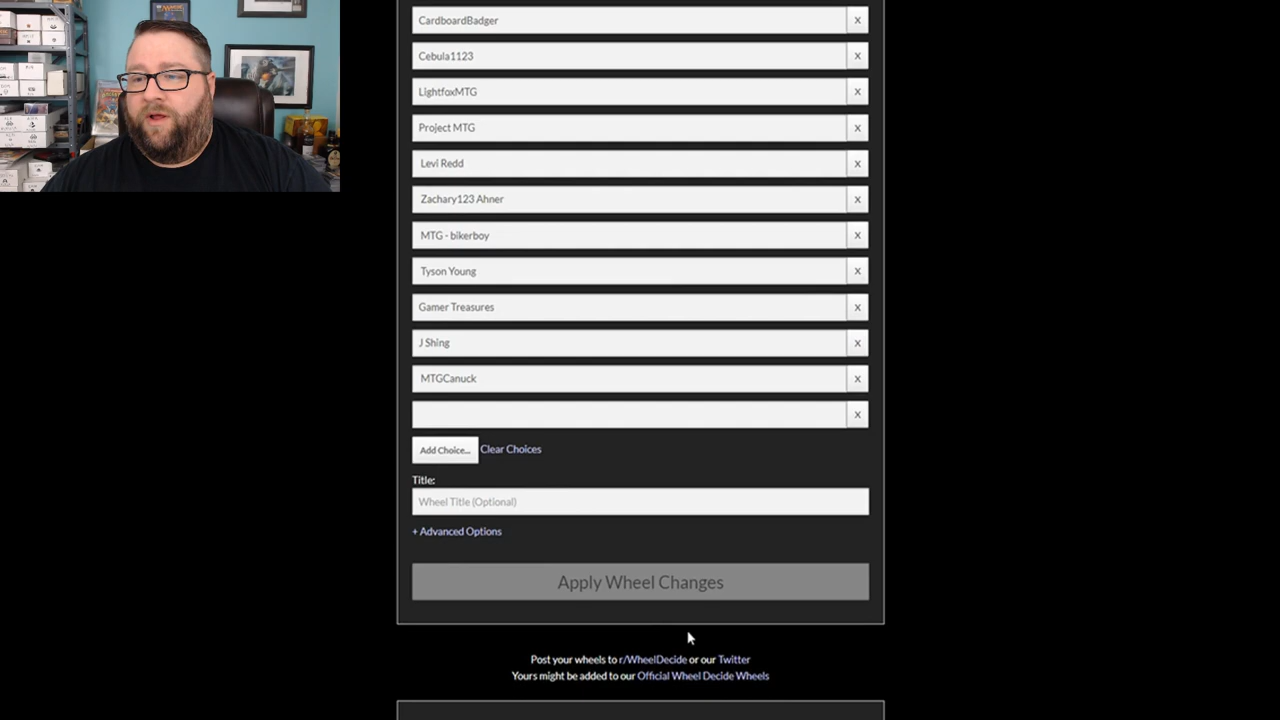 CardboardBadger X
Cebula1123 X
LightfoxMTG X
Project MTG X
Levi Redd X
Zachary123 Ahner X
MTG - bikerboy X
Tyson Young X
Gamer Treasures X
J Shing X
MTGCanuck X
X
Add Choice... Clear Choices
Title:
Wheel Title (Optional)
+ Advanced Options
Apply Wheel Changes
Post your wheels to r/WheelDecide or our Twitter
Yours might be added to our Official Wheel Decide Wheels